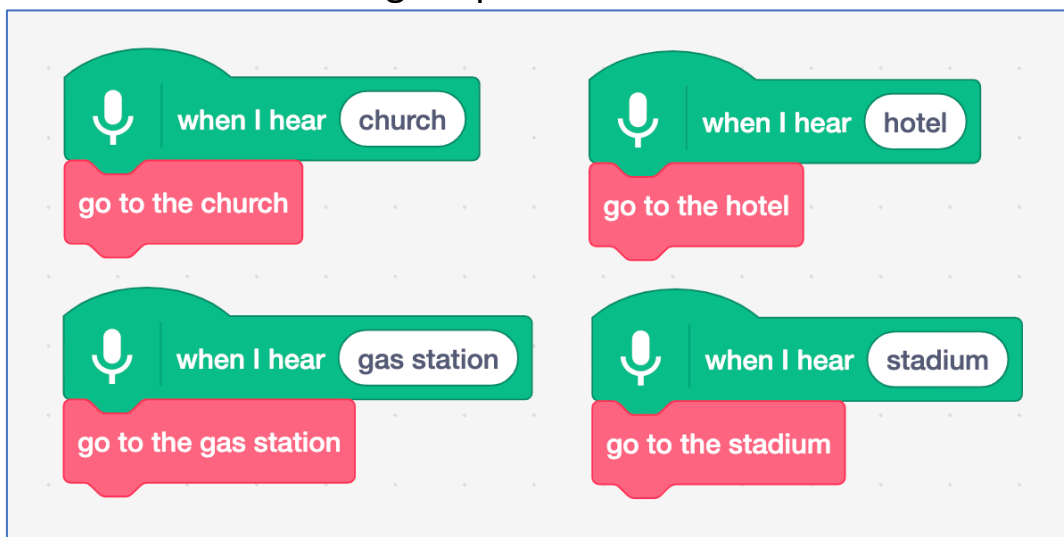 when I hear church
go to the church
when I hear hotel
go to the hotel
when I hear gas station
go to the gas station
when I hear stadium
go to the stadium